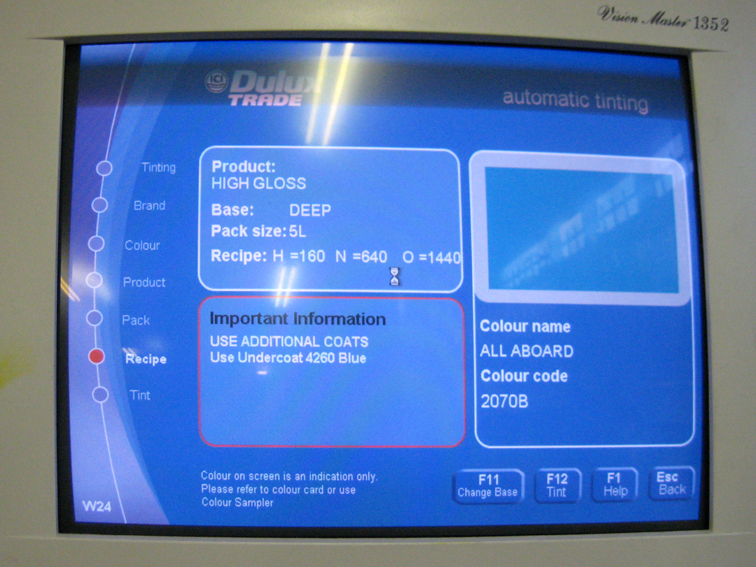 Vision Master 1352
ICI
Dulux
TRADE
automatic tinting
Tinting
Brand
Colour
Product
Pack
Recipe
Tint
W24
Product:
HIGH GLOSS
Base: DEEP
Pack size: 5L
Recipe: H =160 N =640 O =1440
Important Information
USE ADDITIONAL COATS
Use Undercoat 4260 Blue
Colour name
ALL ABOARD
Colour code
2070B
Colour on screen is an indication only.
Please refer to colour card or use
Colour Sampler
F11
Change Base
F12
Tint
F1
Help
Esc
Back